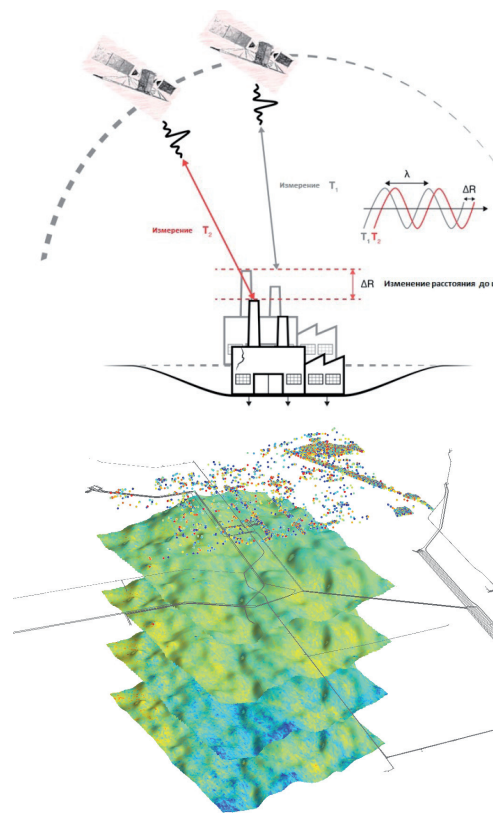 λ
ΔR
T₁ T₂
Измерение T₁
Измерение T₂
ΔR Изменение расстояния до